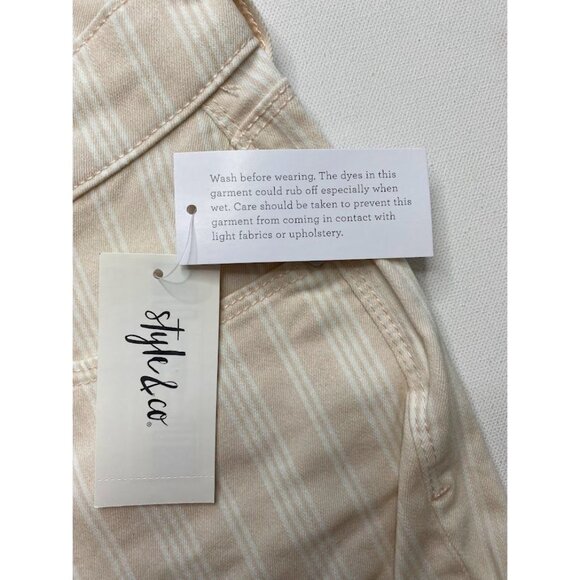 Wash before wearing. The dyes in this
garment could rub off especially when
wet. Care should be taken to prevent this
garment from coming in contact with
light fabrics or upholstery.
style&co®